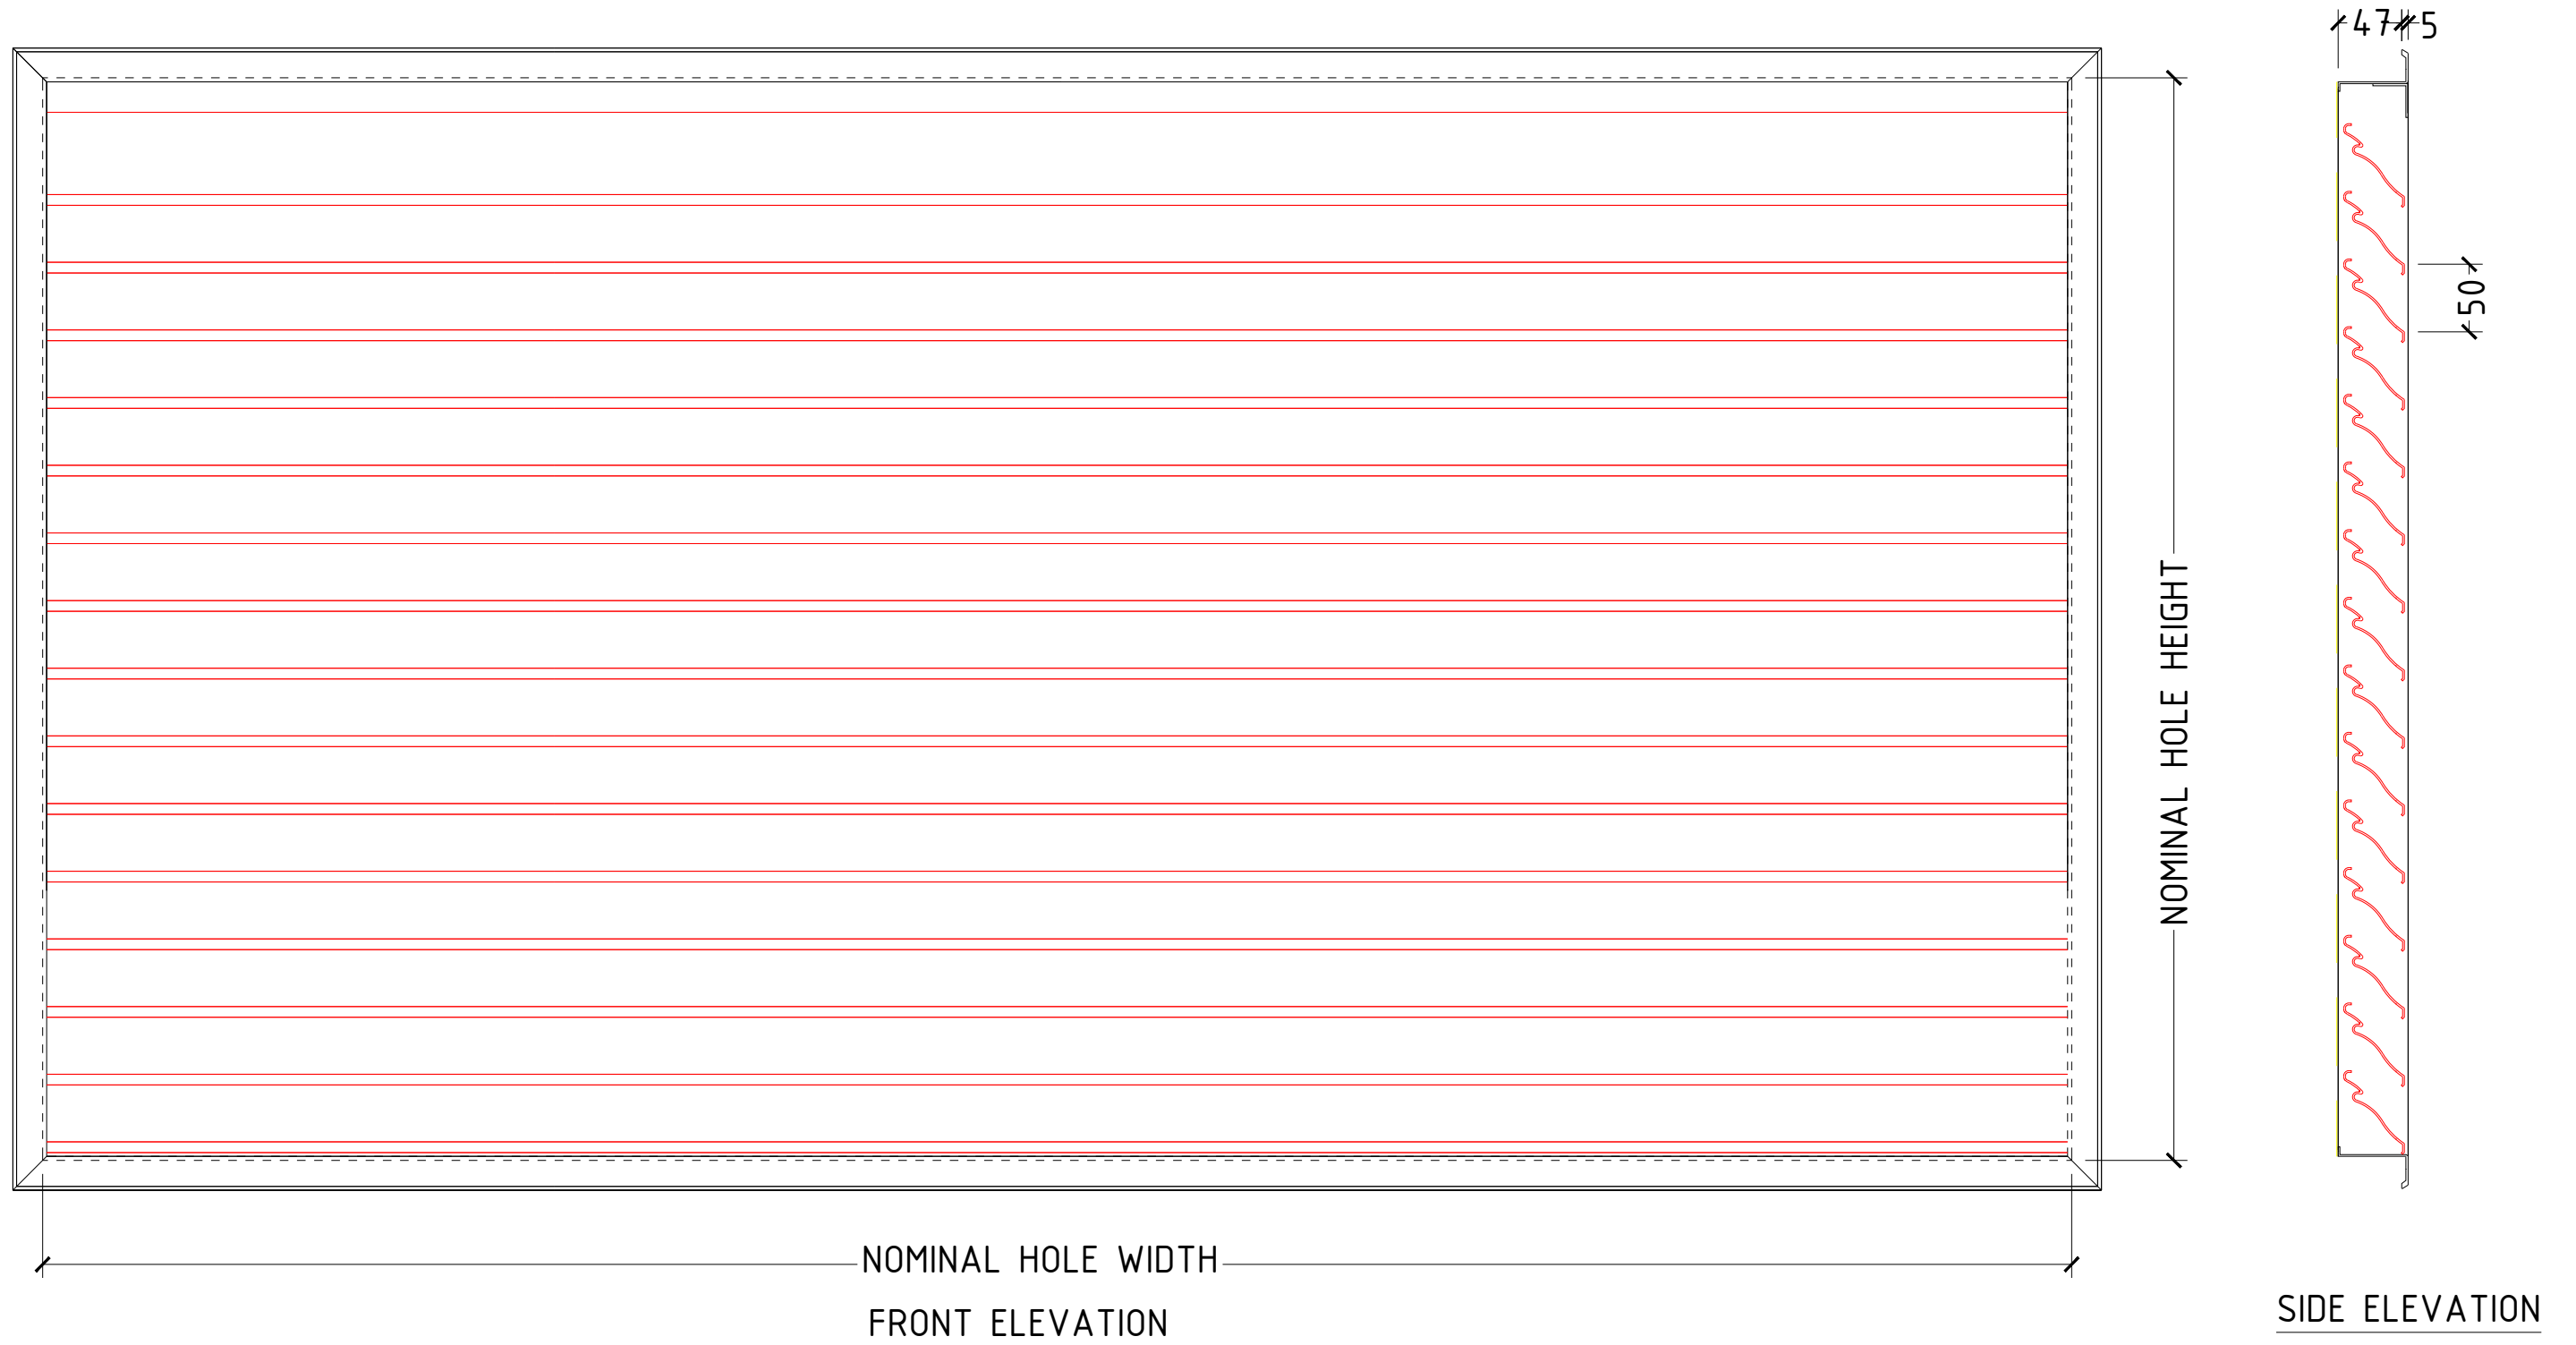 47
5
50
NOMINAL HOLE HEIGHT
NOMINAL HOLE WIDTH
FRONT ELEVATION
SIDE ELEVATION